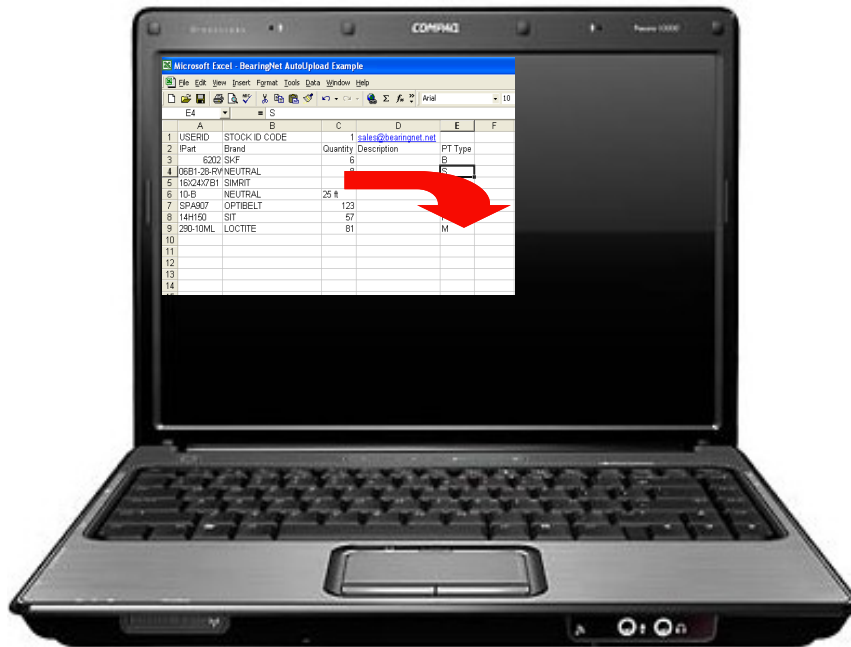 COMPAQ
Presario V3000
Microsoft Excel - BearingNet AutoUpload Example
File Edit View Insert Format Tools Data Window Help
Arial 10
E4 = S
A B C D E F
1 USERID STOCK ID CODE 1 sales@bearingnet.net
2 !Part Brand Quantity Description PT Type
3 6202 SKF 6 B
4 06B1-28-RV NEUTRAL S
5 16X24X7B1 SIMRIT
6 10-B NEUTRAL 25 ft
7 SPA907 OPTIBELT 123
8 14H150 SIT 57
9 290-10ML LOCTITE 81 M
10
11
12
13
14